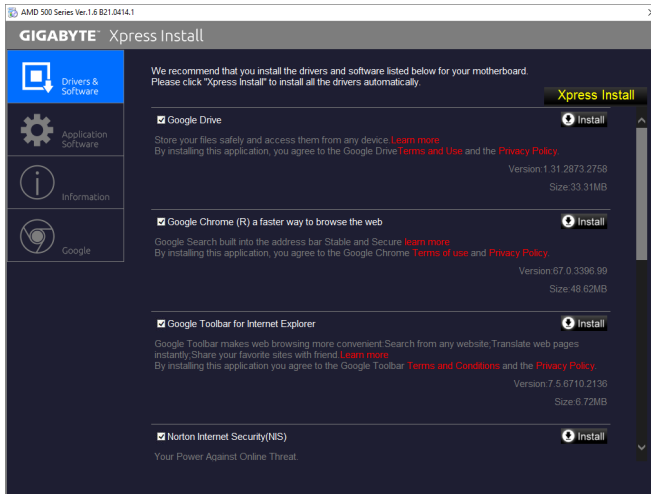 AMD 500 Series Ver.1.6 B21.0414.1
GIGABYTE™ Xpress Install
Drivers &
Software
Application
Software
Information
Google
We recommend that you install the drivers and software listed below for your motherboard.
Please click "Xpress Install" to install all the drivers automatically.
Xpress Install
Google Drive
Install
Store your files safely and access them from any device.Learn more
By installing this application, you agree to the Google DriveTerms and Use and the Privacy Policy.
Version:1.31.2873.2758
Size:33.31MB
Google Chrome (R) a faster way to browse the web
Install
Google Search built into the address bar Stable and Secure learn more
By installing this application, you agree to the Google Chrome Terms of use and Privacy Policy.
Version:67.0.3396.99
Size:48.62MB
Google Toolbar for Internet Explorer
Install
Google Toolbar makes web browsing more convenient:Search from any website;Translate web pages
instantly;Share your favorite sites with friend.Learn more
By installing this application you agree to the Google Toolbar Terms and Conditions and the Privacy Policy.
Version:7.5.6710.2136
Size:6.72MB
Norton Internet Security(NIS)
Install
Your Power Against Online Threat.